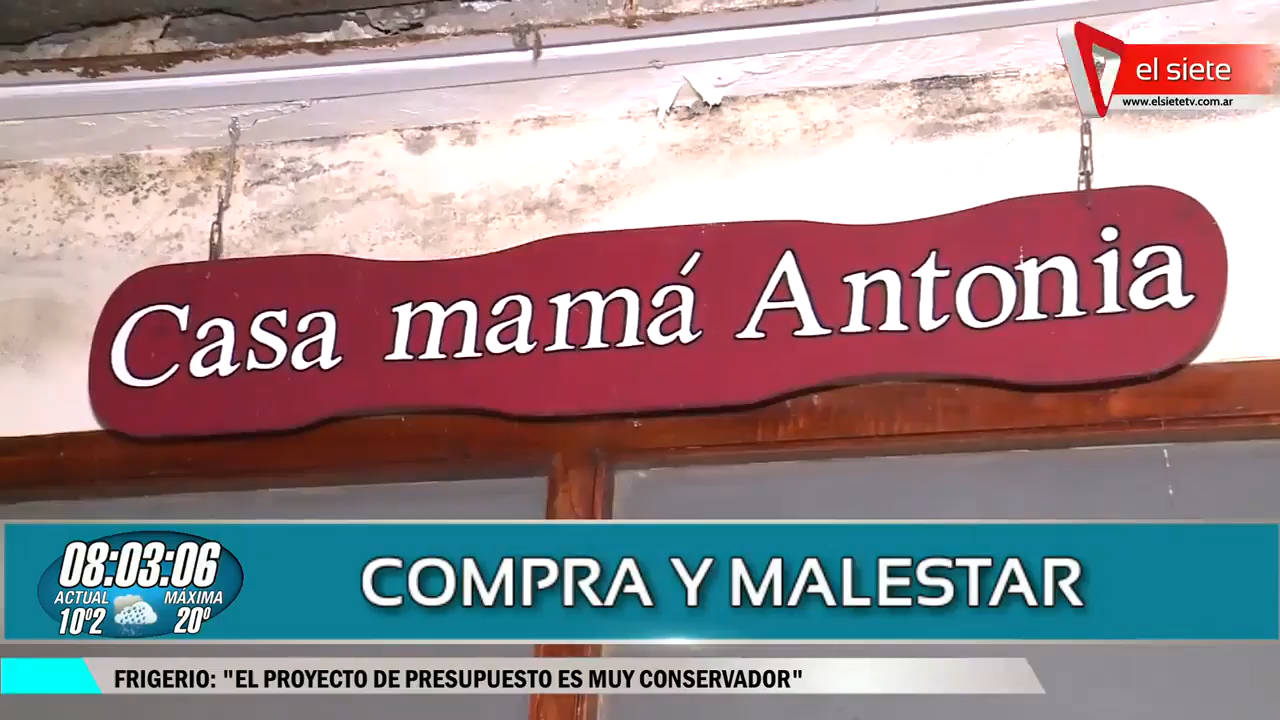 el siete
www.elsietetv.com.ar
Casa mamá Antonia
08:03:06
ACTUAL MÁXIMA
10º2 20º
COMPRA Y MALESTAR
FRIGERIO: "EL PROYECTO DE PRESUPUESTO ES MUY CONSERVADOR"